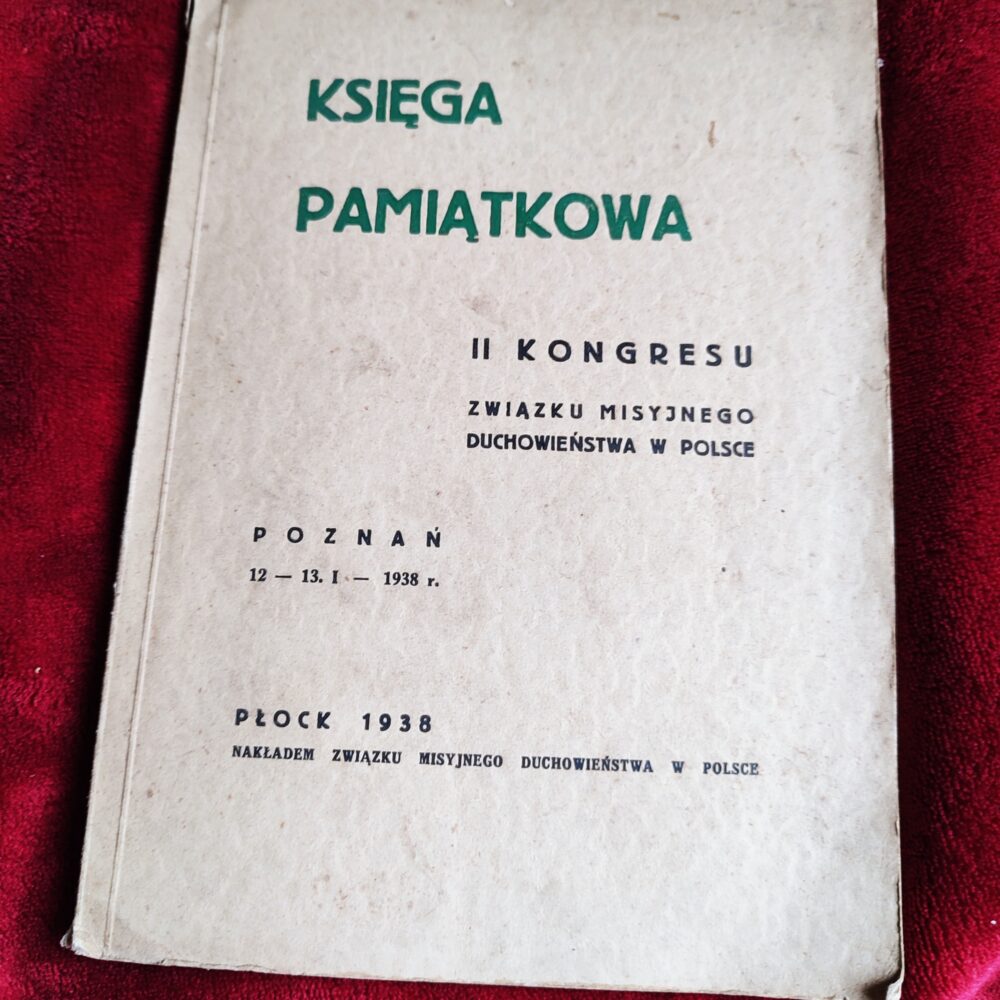 KSIĘGA
PAMIĄTKOWA
II KONGRESU
ZWIĄZKU MISYJNEGO
DUCHOWIEŃSTWA W POLSCE
POZNAŃ
12 — 13. I — 1938 r.
PŁOCK 1938
NAKŁADEM ZWIĄZKU MISYJNEGO DUCHOWIEŃSTWA W POLSCE